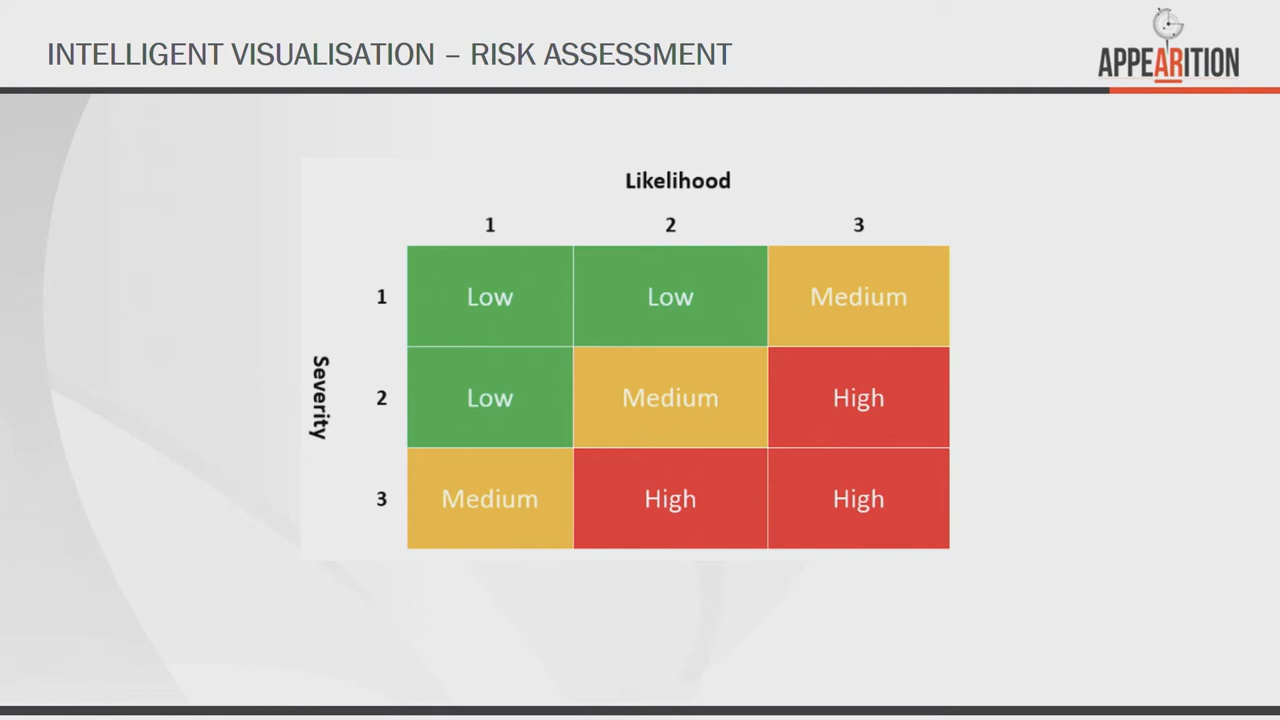 INTELLIGENT VISUALISATION – RISK ASSESSMENT
APPEARITION
Likelihood
1 2 3
1 Low Low Medium
Severity
2 Low Medium High
3 Medium High High